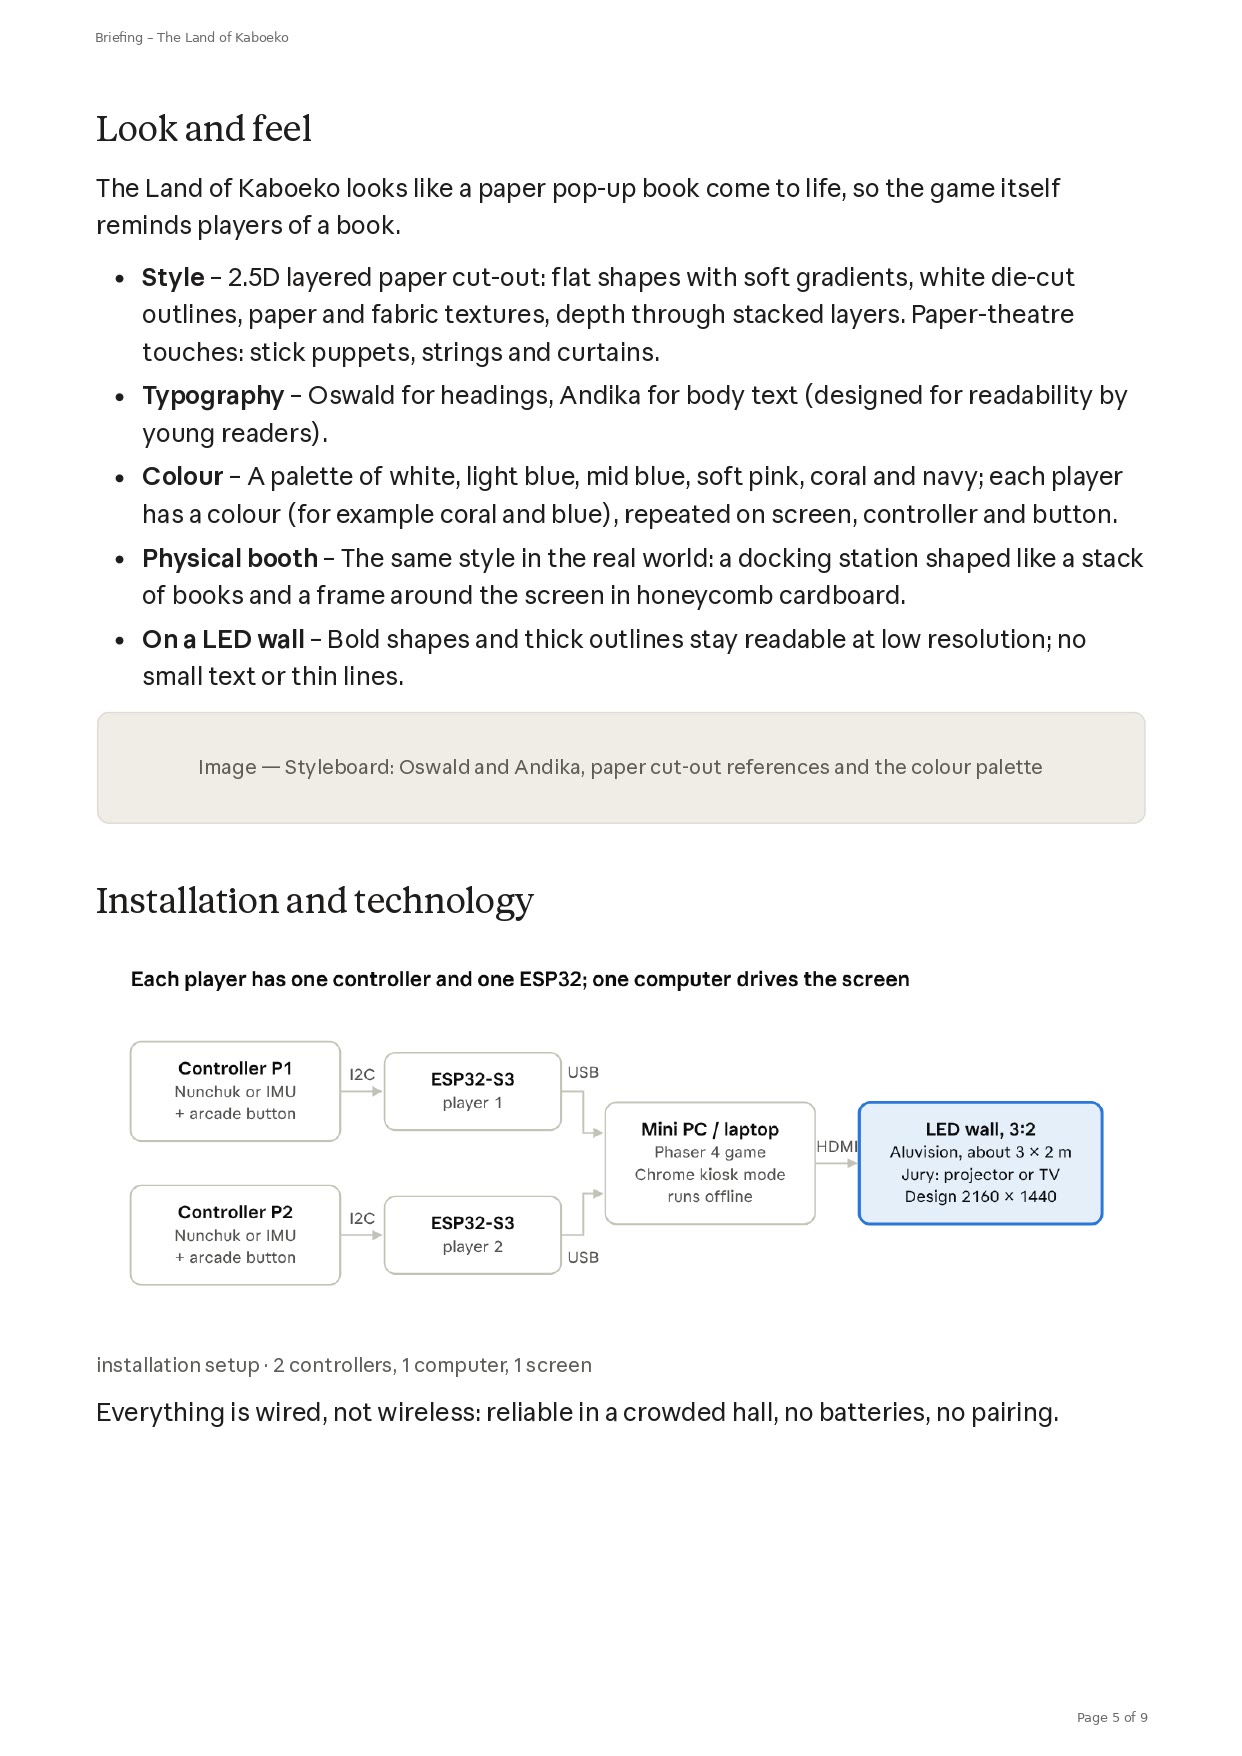 Briefing – The Land of Kaboeko
Look and feel
The Land of Kaboeko looks like a paper pop-up book come to life, so the game itself
reminds players of a book.
• Style – 2.5D layered paper cut-out: flat shapes with soft gradients, white die-cut
outlines, paper and fabric textures, depth through stacked layers. Paper-theatre
touches: stick puppets, strings and curtains.
• Typography – Oswald for headings, Andika for body text (designed for readability by
young readers).
• Colour – A palette of white, light blue, mid blue, soft pink, coral and navy; each player
has a colour (for example coral and blue), repeated on screen, controller and button.
• Physical booth – The same style in the real world: a docking station shaped like a stack
of books and a frame around the screen in honeycomb cardboard.
• On a LED wall – Bold shapes and thick outlines stay readable at low resolution; no
small text or thin lines.
Image — Styleboard: Oswald and Andika, paper cut-out references and the colour palette
Installation and technology
Each player has one controller and one ESP32; one computer drives the screen
Controller P1
Nunchuk or IMU
+ arcade button
I2C
ESP32-S3
player 1
USB
Controller P2
Nunchuk or IMU
+ arcade button
I2C
ESP32-S3
player 2
USB
Mini PC / laptop
Phaser 4 game
Chrome kiosk mode
runs offline
HDMI
LED wall, 3:2
Aluvision, about 3 × 2 m
Jury: projector or TV
Design 2160 × 1440
installation setup · 2 controllers, 1 computer, 1 screen
Everything is wired, not wireless: reliable in a crowded hall, no batteries, no pairing.
Page 5 of 9